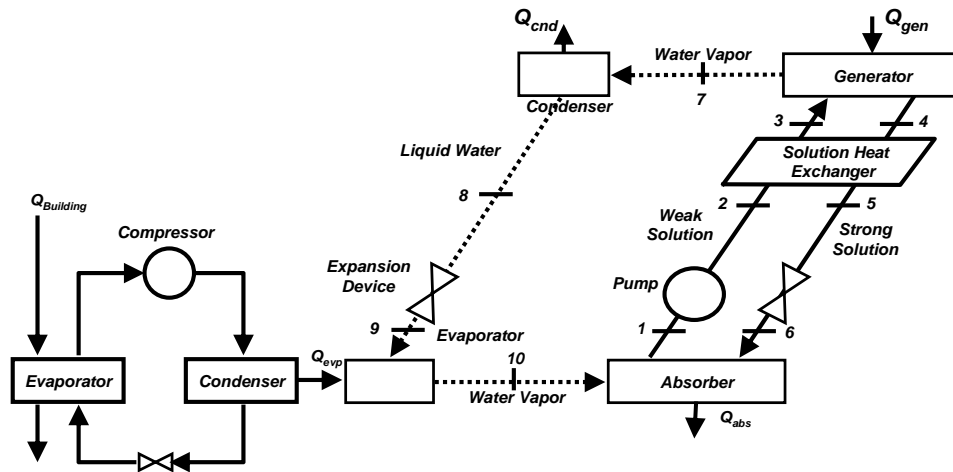 Q_cnd
Q_gen
Water Vapor
Generator
7
Condenser
3
4
Liquid Water
Solution Heat
Exchanger
8
2
5
Q_Building
Weak
Solution
Strong
Solution
Compressor
Expansion
Device
Pump
9
Evaporator
1
6
Q_evp
10
Evaporator
Condenser
Absorber
Water Vapor
Q_abs